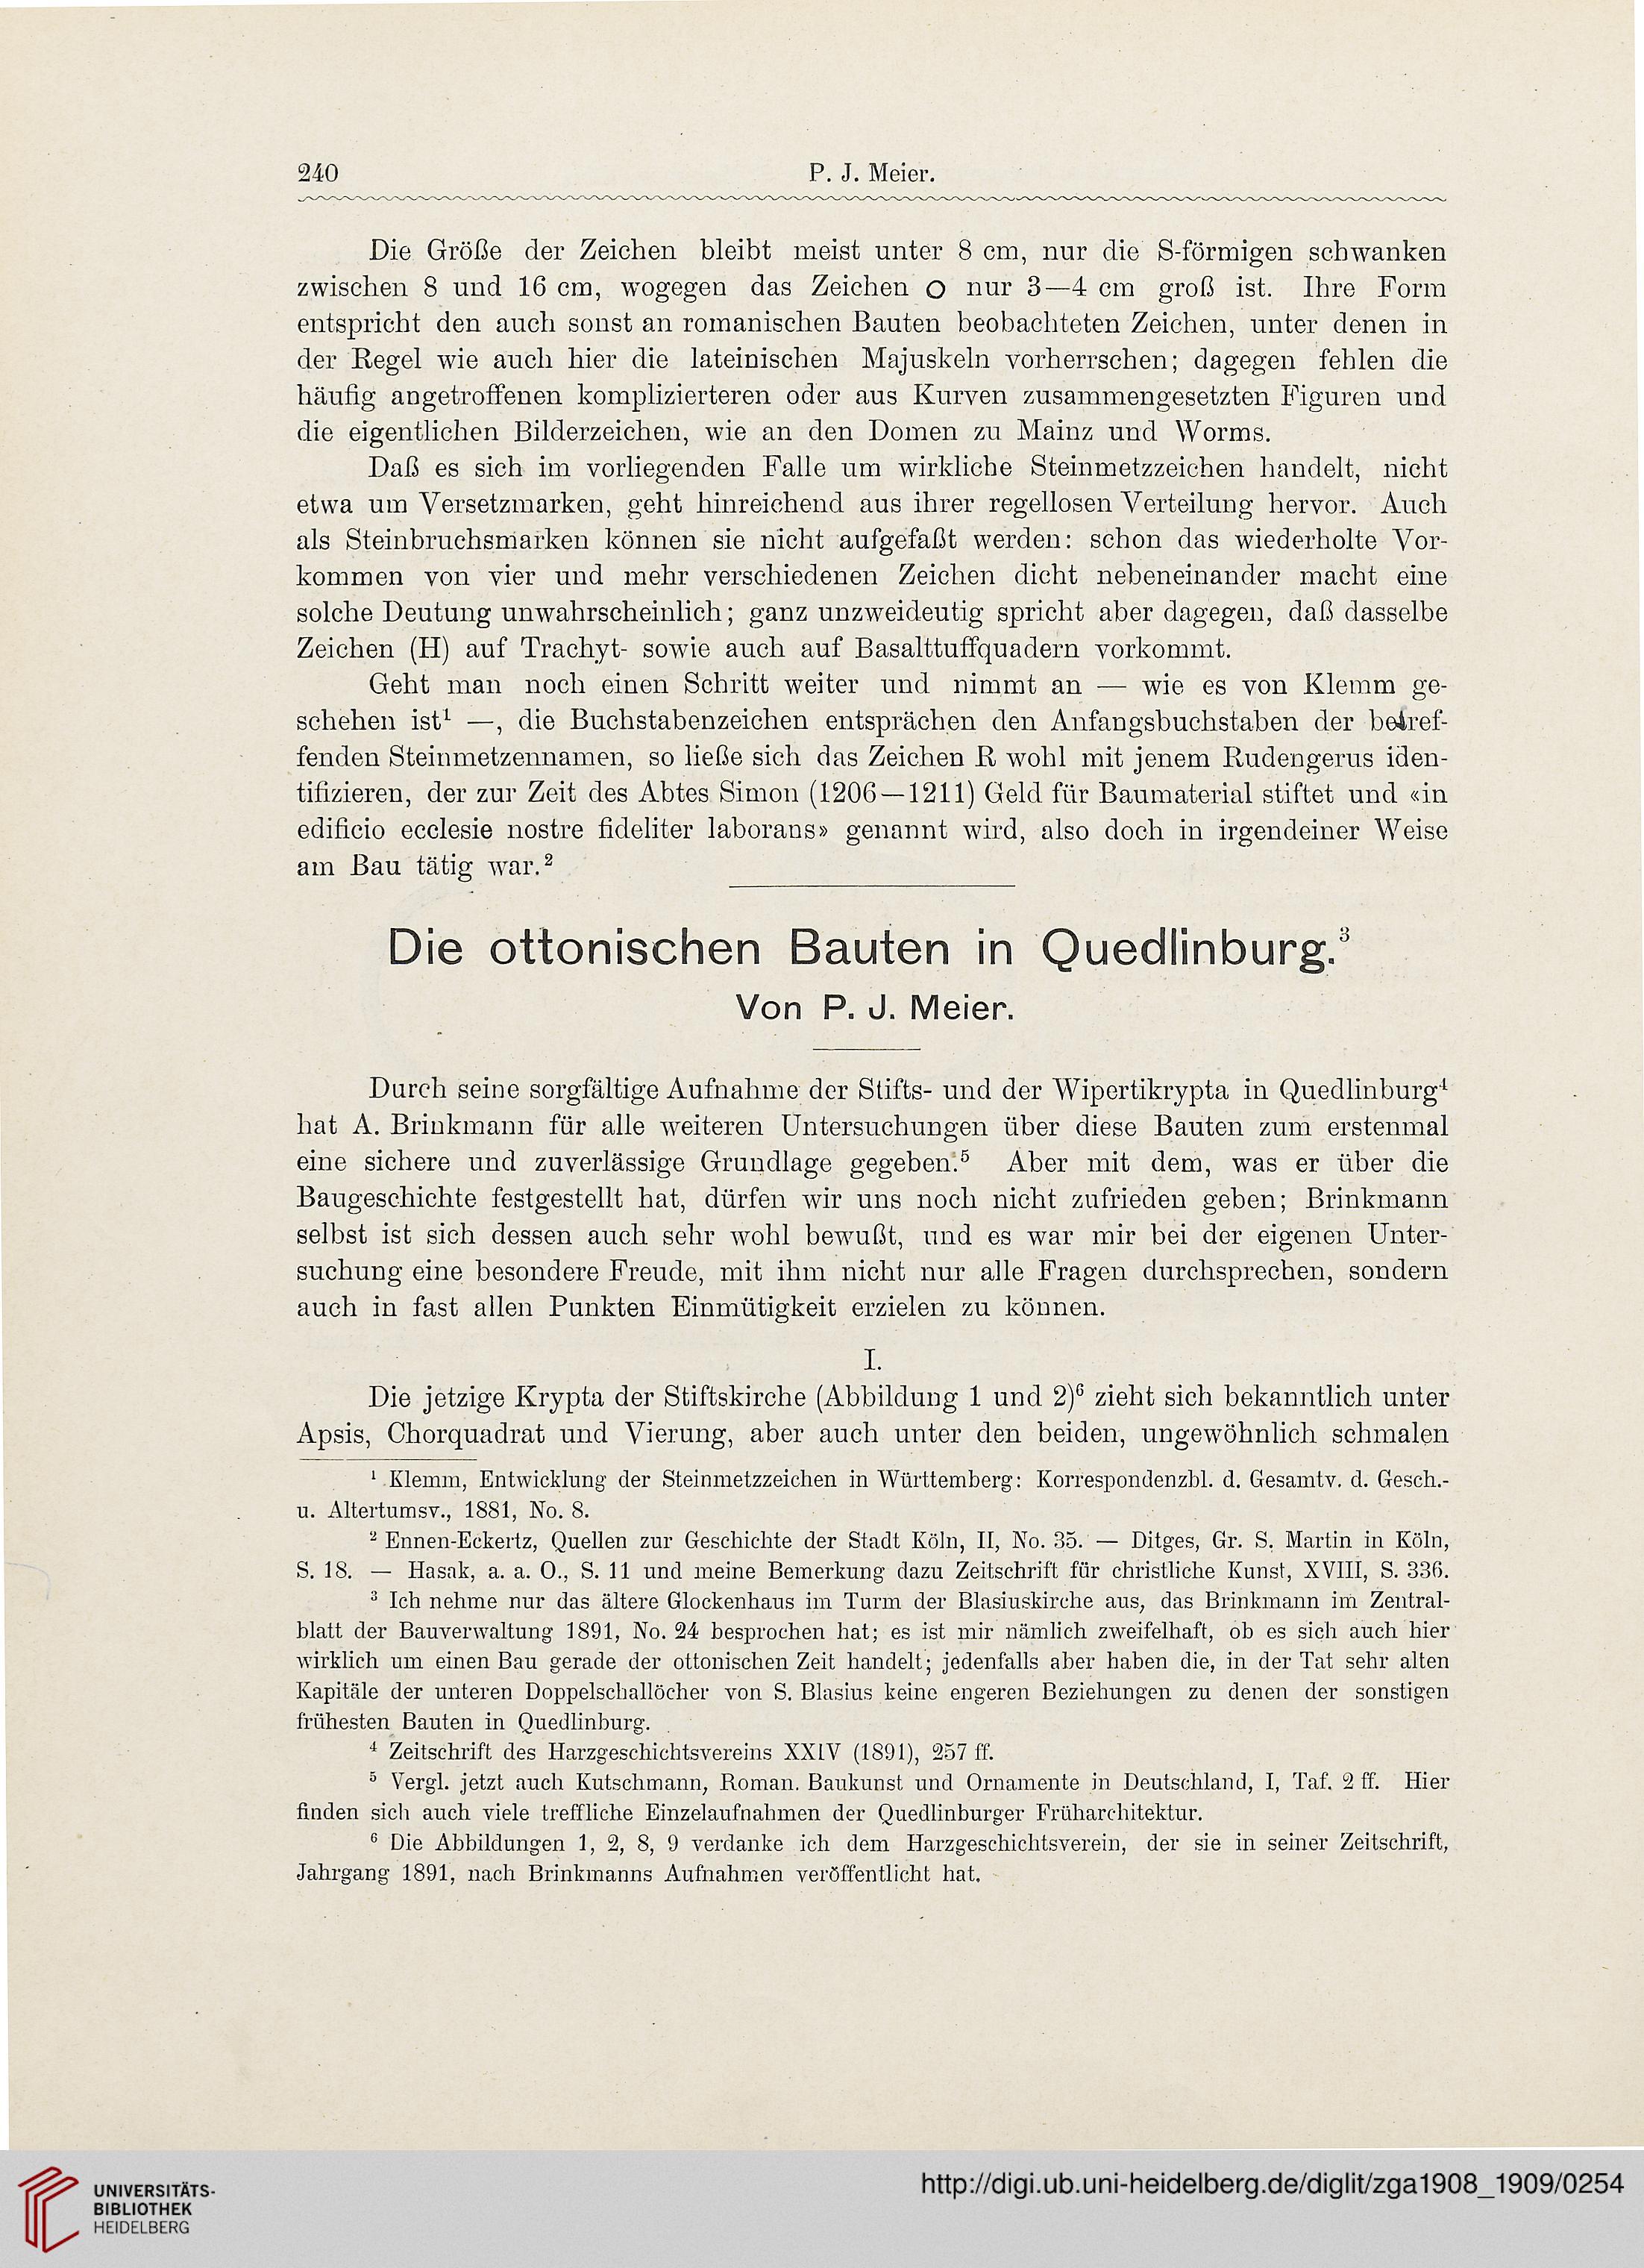 240 P. J. Meier.
Die Größe der Zeichen bleibt meist unter 8 cm, nur die S-förmigen schwanken
zwischen 8 und 16 cm, wogegen das Zeichen O nur 3—4 cm groß ist. Ihre Form
entspricht den auch sonst an romanischen Bauten beobachteten Zeichen, unter denen in
der Regel wie auch hier die lateinischen Majuskeln vorherrschen; dagegen fehlen die
häufig angetroffenen komplizierteren oder aus Kurven zusammengesetzten Figuren und
die eigentlichen Bilderzeichen, wie an den Domen zu Mainz und Worms.
Daß es sich im vorliegenden Falle um wirkliche Steinmetzzeichen handelt, nicht
etwa um Versetzmarken, geht hinreichend aus ihrer regellosen Verteilung hervor. Auch
als Steinbruchsmarken können sie nicht aufgefaßt werden: schon das wiederholte Vor-
kommen von vier und mehr verschiedenen Zeichen dicht nebeneinander macht eine
solche Deutung unwahrscheinlich; ganz unzweideutig spricht aber dagegen, daß dasselbe
Zeichen (H) auf Trachyt- sowie auch auf Basalttuffquadern vorkommt.
Geht man noch einen Schritt weiter und nimmt an — wie es von Klemm ge-
schehen ist¹ —, die Buchstabenzeichen entsprächen den Anfangsbuchstaben der betref-
fenden Steinmetzennamen, so ließe sich das Zeichen R wohl mit jenem Rudengerus iden-
tifizieren, der zur Zeit des Abtes Simon (1206—1211) Geld für Baumaterial stiftet und «in
edificio ecclesie nostre fideliter laborans» genannt wird, also doch in irgendeiner Weise
am Bau tätig war.²
Die ottonischen Bauten in Quedlinburg.³
Von P. J. Meier.
Durch seine sorgfältige Aufnahme der Stifts- und der Wipertikrypta in Quedlinburg⁴
hat A. Brinkmann für alle weiteren Untersuchungen über diese Bauten zum erstenmal
eine sichere und zuverlässige Grundlage gegeben.⁵ Aber mit dem, was er über die
Baugeschichte festgestellt hat, dürfen wir uns noch nicht zufrieden geben; Brinkmann
selbst ist sich dessen auch sehr wohl bewußt, und es war mir bei der eigenen Unter-
suchung eine besondere Freude, mit ihm nicht nur alle Fragen durchsprechen, sondern
auch in fast allen Punkten Einmütigkeit erzielen zu können.
I.
Die jetzige Krypta der Stiftskirche (Abbildung 1 und 2)⁶ zieht sich bekanntlich unter
Apsis, Chorquadrat und Vierung, aber auch unter den beiden, ungewöhnlich schmalen
¹ Klemm, Entwicklung der Steinmetzzeichen in Württemberg: Korrespondenzbl. d. Gesamtv. d. Gesch.-
u. Altertumsv., 1881, No. 8.
² Ennen-Eckertz, Quellen zur Geschichte der Stadt Köln, II, No. 35. — Ditges, Gr. S. Martin in Köln,
S. 18. — Hasak, a. a. O., S. 11 und meine Bemerkung dazu Zeitschrift für christliche Kunst, XVIII, S. 336.
³ Ich nehme nur das ältere Glockenhaus im Turm der Blasiuskirche aus, das Brinkmann im Zentral-
blatt der Bauverwaltung 1891, No. 24 besprochen hat; es ist mir nämlich zweifelhaft, ob es sich auch hier
wirklich um einen Bau gerade der ottonischen Zeit handelt; jedenfalls aber haben die, in der Tat sehr alten
Kapitäle der unteren Doppelschallöcher von S. Blasius keine engeren Beziehungen zu denen der sonstigen
frühesten Bauten in Quedlinburg.
⁴ Zeitschrift des Harzgeschichtsvereins XXIV (1891), 257 ff.
⁵ Vergl. jetzt auch Kutschmann, Roman. Baukunst und Ornamente in Deutschland, I, Taf. 2 ff. Hier
finden sich auch viele treffliche Einzelaufnahmen der Quedlinburger Früharchitektur.
⁶ Die Abbildungen 1, 2, 8, 9 verdanke ich dem Harzgeschichtsverein, der sie in seiner Zeitschrift,
Jahrgang 1891, nach Brinkmanns Aufnahmen veröffentlicht hat.
UNIVERSITÄTS-
BIBLIOTHEK
HEIDELBERG
http://digi.ub.uni-heidelberg.de/diglit/zga1908_1909/0254